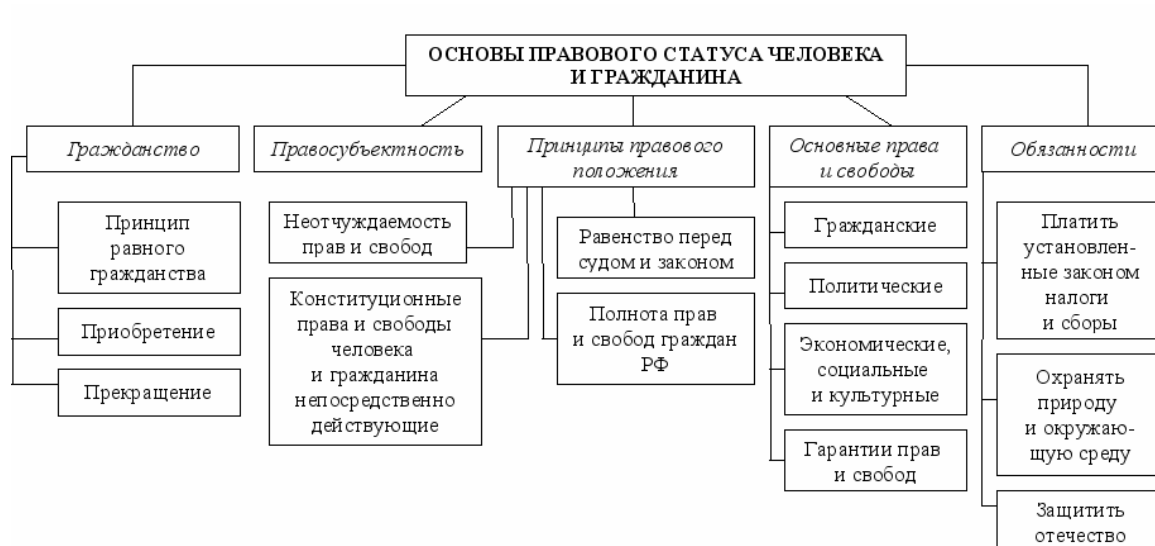 ОСНОВЫ ПРАВОВОГО СТАТУСА ЧЕЛОВЕКА
И ГРАЖДАНИНА
Гражданство
Принцип
равного
гражданства
Приобретение
Прекращение
Правосубъектность
Принципы правового
положения
Неотчуждаемость
прав и свобод
Конституционные
права и свободы
человека
и гражданина
непосредственно
действующие
Равенство перед
судом и законом
Полнота прав
и свобод граждан
РФ
Основные права
и свободы
Гражданские
Политические
Экономические,
социальные
и культурные
Гарантии прав
и свобод
Обязанности
Платить
установлен-
ные законом
налоги
и сборы
Охранять
природу
и окружаю-
щую среду
Защитить
отечество